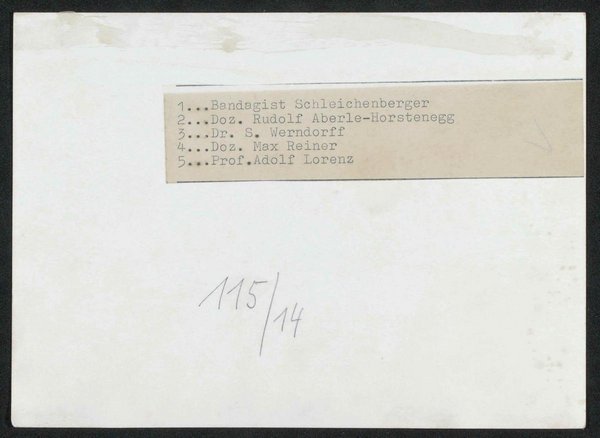 1...Bandagist Schleichenberger
2...Doz. Rudolf Aberle-Horstenegg
3...Dr. S. Werndorff
4...Doz. Max Reiner
5...Prof.Adolf Lorenz
115/14